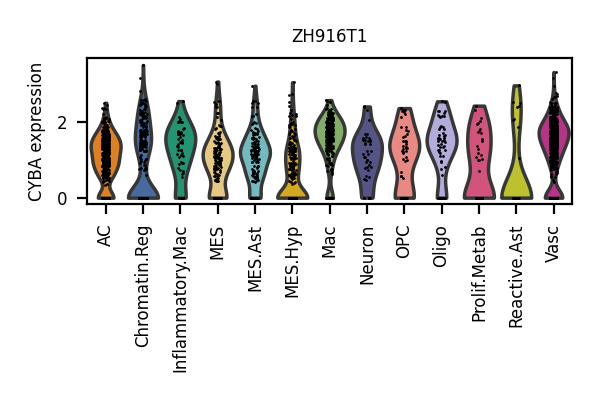 ZH916T1
CYBA expression
2
0
AC
Chromatin.Reg
Inflammatory.Mac
MES
MES.Ast
MES.Hyp
Mac
Neuron
OPC
Oligo
Prolif.Metab
Reactive.Ast
Vasc